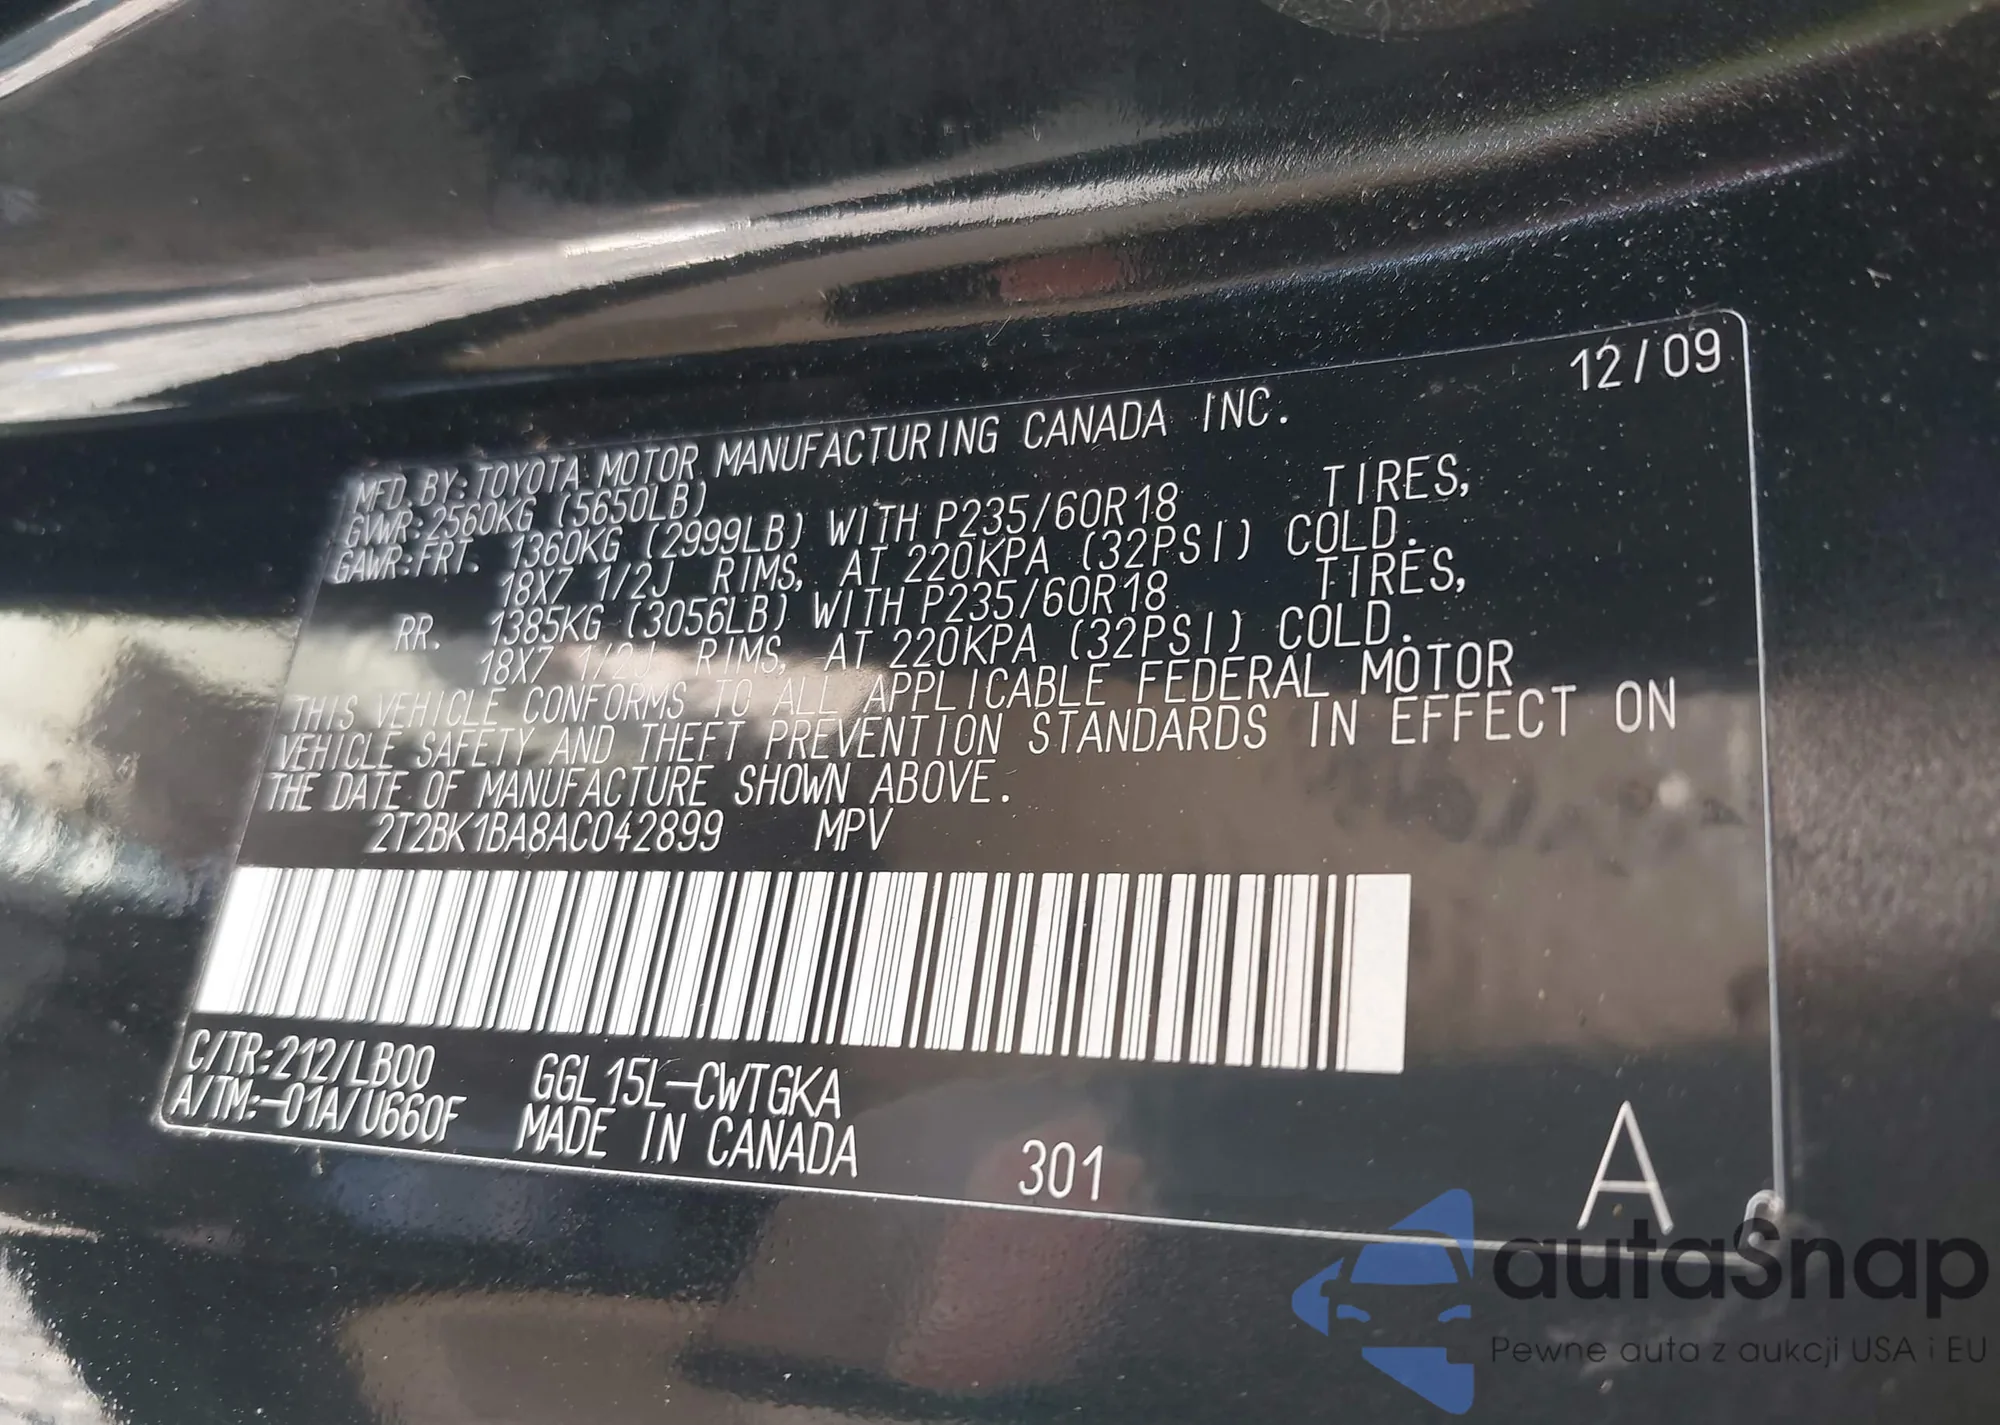 12/09
MFD. BY: TOYOTA MOTOR MANUFACTURING CANADA INC.
GVWR: 2560KG (5650LB)
GAWR: FRT. 1360KG (2999LB) WITH P235/60R18 TIRES,
18X7 1/2J RIMS, AT 220KPA (32PSI) COLD.
RR. 1385KG (3056LB) WITH P235/60R18 TIRES,
18X7 1/2J RIMS, AT 220KPA (32PSI) COLD.
THIS VEHICLE CONFORMS TO ALL APPLICABLE FEDERAL MOTOR
VEHICLE SAFETY AND THEFT PREVENTION STANDARDS IN EFFECT ON
THE DATE OF MANUFACTURE SHOWN ABOVE.
2T2BK1BA8AC042899 MPV
C/TR:212/LB00 GGL15L-CWTGKA
A/TM:-01A/U660F MADE IN CANADA 301 A
autaSnap
Pewne auta z aukcji USA i EU